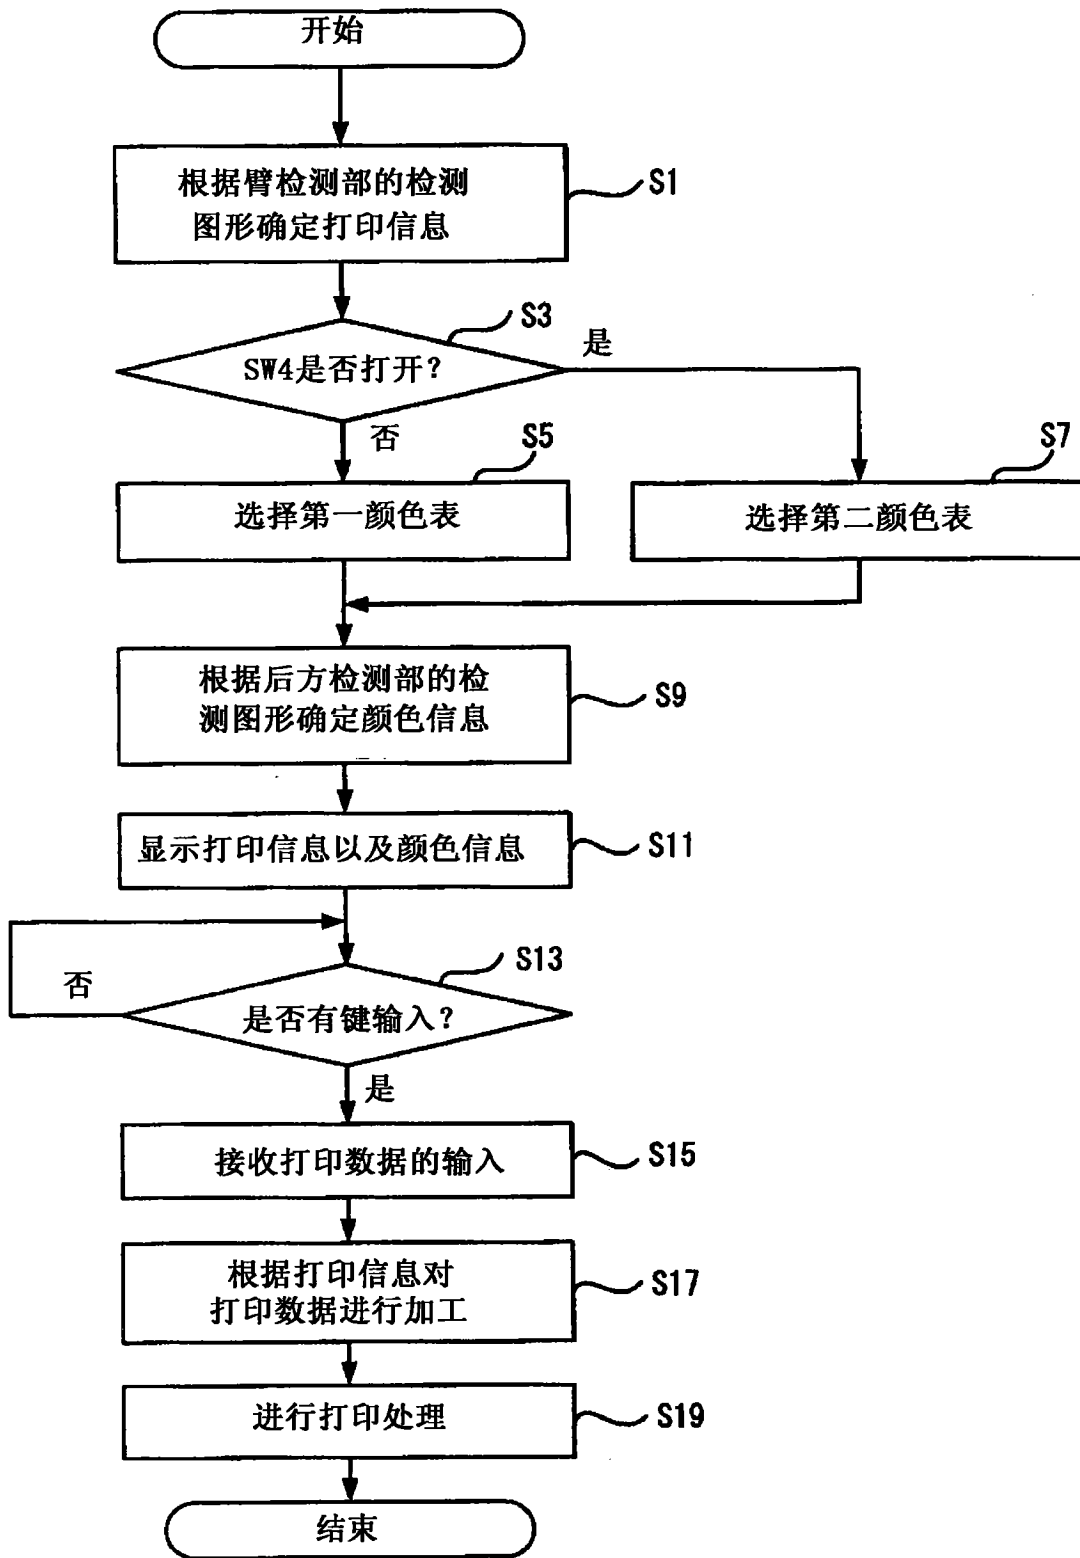 开始
根据臂检测部的检测
图形确定打印信息
S1
S3
SW4是否打开？
是
否
S5
选择第一颜色表
S7
选择第二颜色表
根据后方检测部的检
测图形确定颜色信息
S9
显示打印信息以及颜色信息
S11
S13
否
是否有键输入？
是
接收打印数据的输入
S15
根据打印信息对
打印数据进行加工
S17
进行打印处理
S19
结束